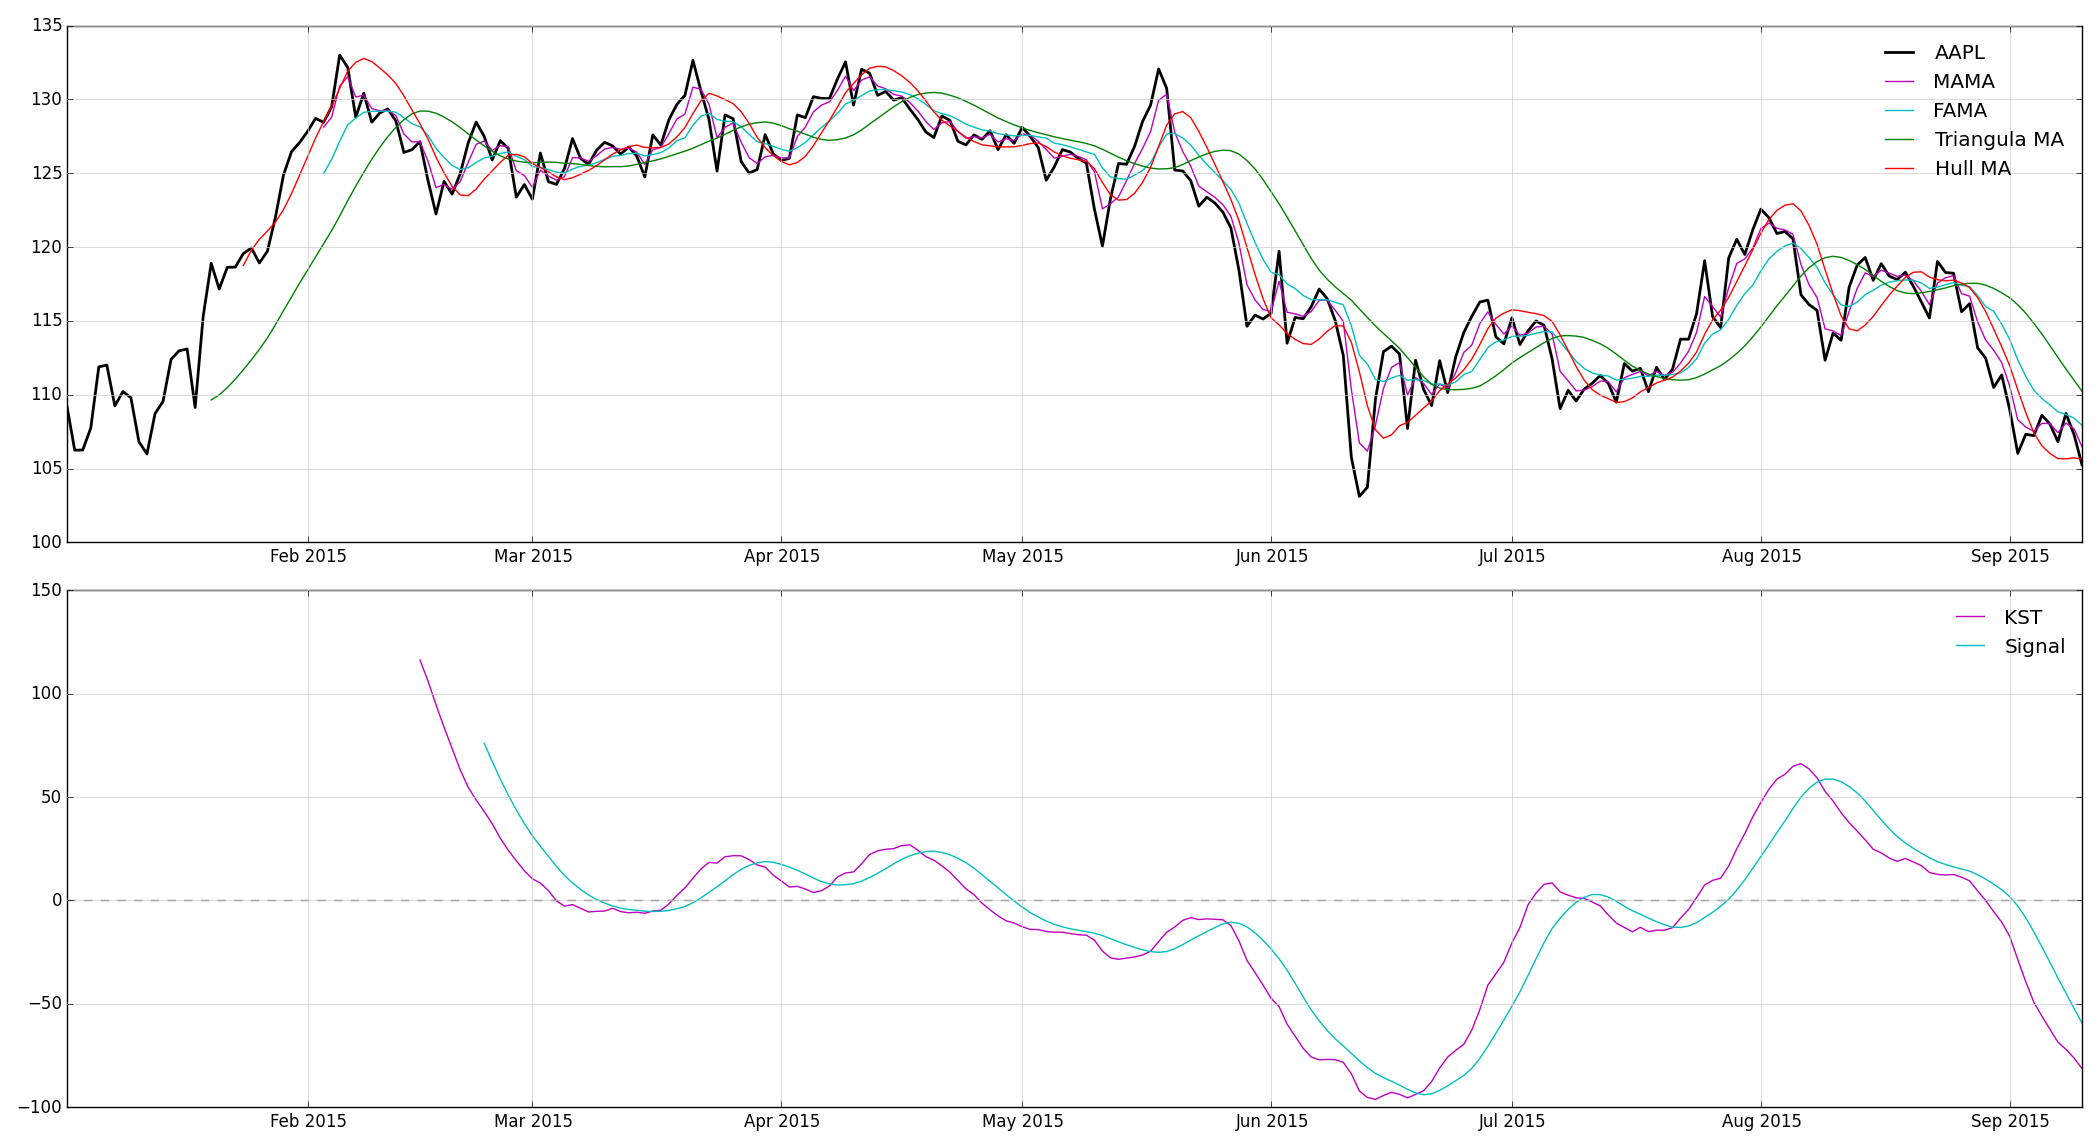 135
130
125
120
115
110
105
100
AAPL
MAMA
FAMA
Triangula MA
Hull MA
Feb 2015 Mar 2015 Apr 2015 May 2015 Jun 2015 Jul 2015 Aug 2015 Sep 2015
150
100
50
0
−50
−100
KST
Signal
Feb 2015 Mar 2015 Apr 2015 May 2015 Jun 2015 Jul 2015 Aug 2015 Sep 2015